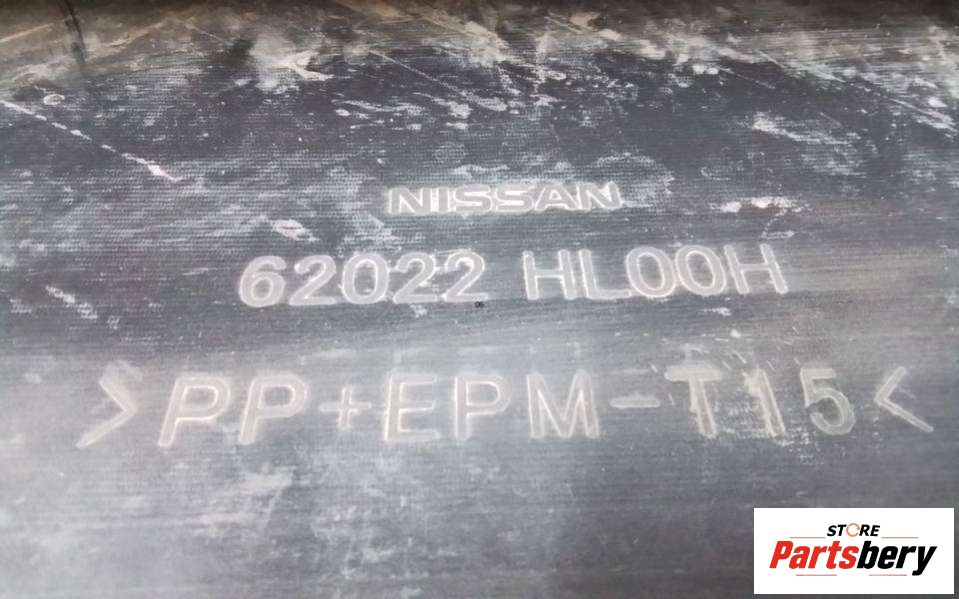 NISSAN
62022 HL00H
>PP+EPM-T15<
STORE
Partsbery